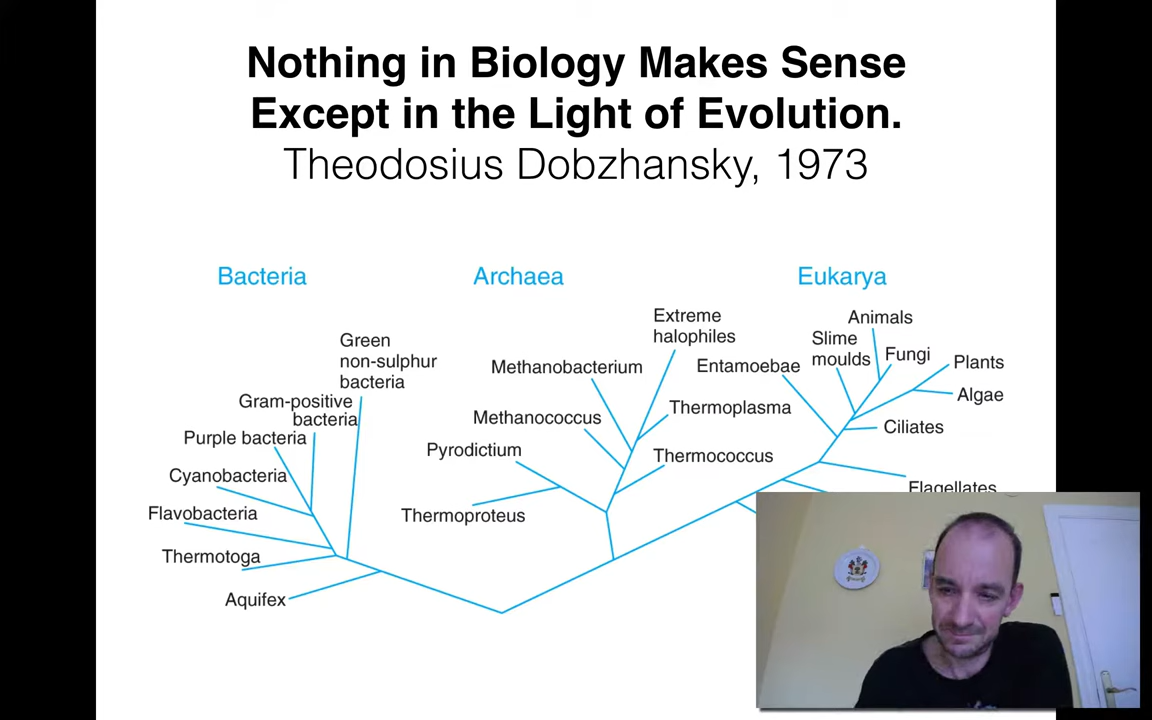 Nothing in Biology Makes Sense
Except in the Light of Evolution.
Theodosius Dobzhansky, 1973
Bacteria
Archaea
Eukarya
Green
non-sulphur
bacteria
Gram-positive
bacteria
Purple bacteria
Cyanobacteria
Flavobacteria
Thermotoga
Aquifex
Extreme
halophiles
Methanobacterium
Methanococcus
Thermoplasma
Pyrodictium
Thermococcus
Thermoproteus
Animals
Slime
moulds
Fungi
Entamoebae
Plants
Algae
Ciliates
Flagellates